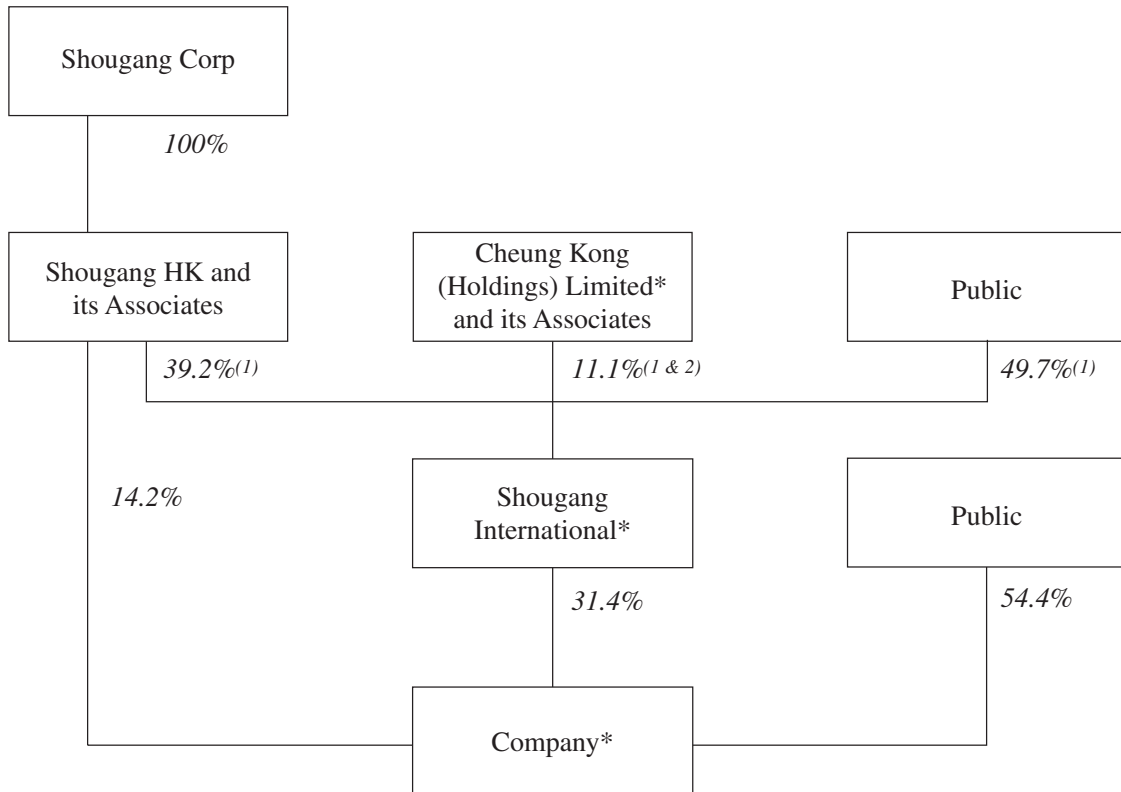 Shougang Corp
100%
Shougang HK and
its Associates
Cheung Kong
(Holdings) Limited*
and its Associates
Public
39.2%(1)
11.1%(1 & 2)
49.7%(1)
14.2%
Shougang
International*
Public
31.4%
54.4%
Company*